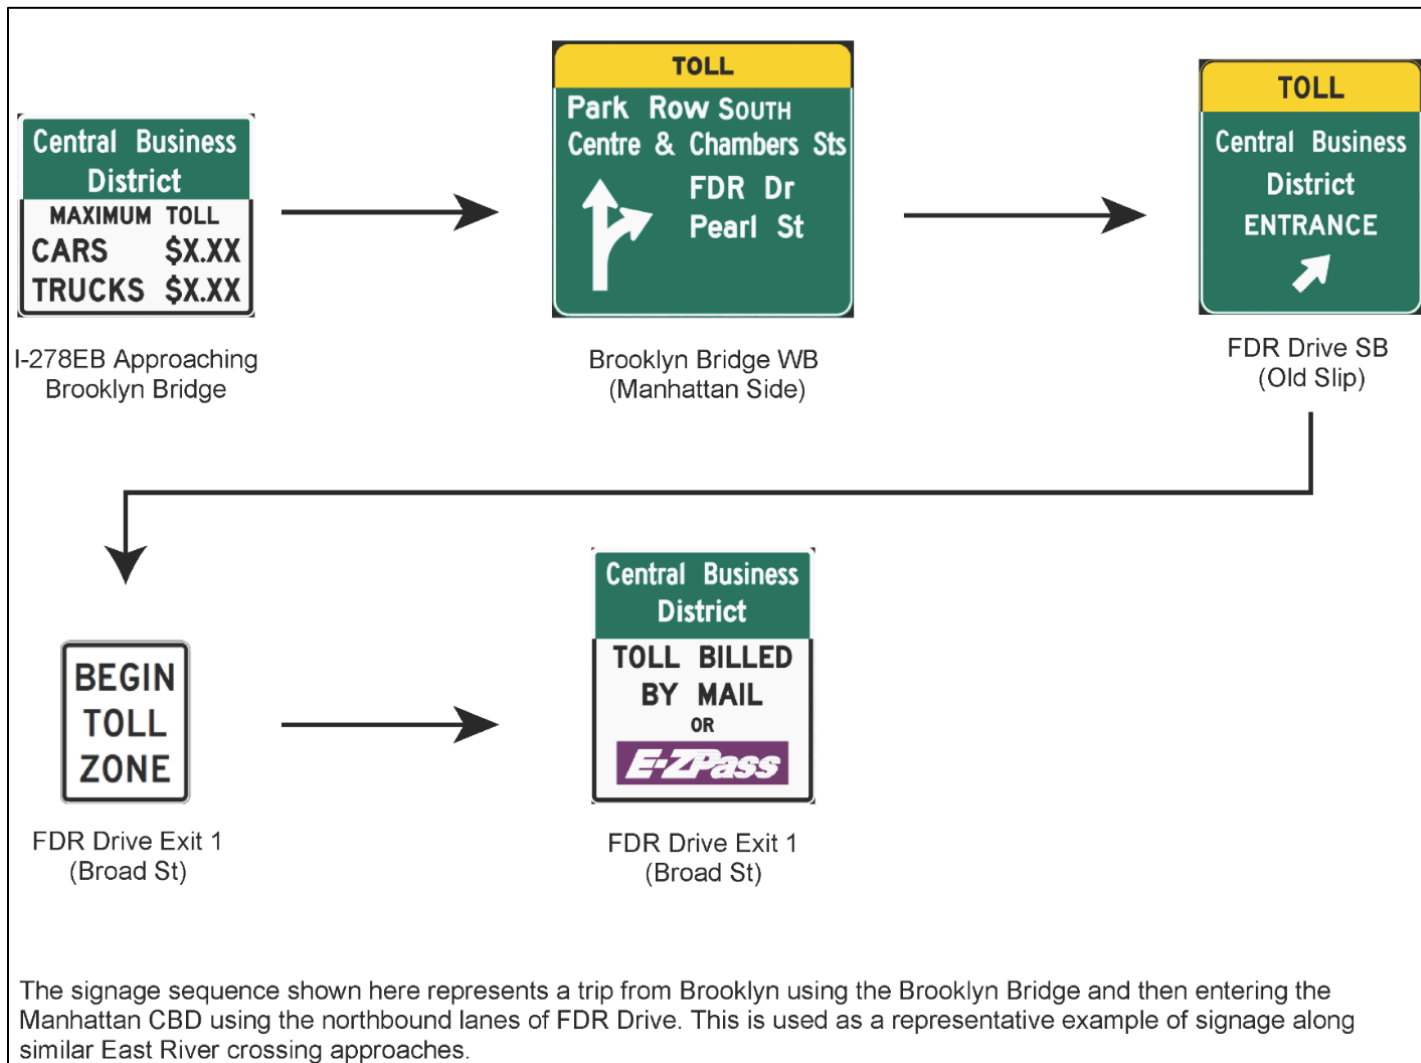 Central Business
District
MAXIMUM TOLL
CARS $X.XX
TRUCKS $X.XX
I-278EB Approaching
Brooklyn Bridge
TOLL
Park Row SOUTH
Centre & Chambers Sts
FDR Dr
Pearl St
Brooklyn Bridge WB
(Manhattan Side)
TOLL
Central Business
District
ENTRANCE
FDR Drive SB
(Old Slip)
BEGIN
TOLL
ZONE
FDR Drive Exit 1
(Broad St)
Central Business
District
TOLL BILLED
BY MAIL
OR
E-ZPass
FDR Drive Exit 1
(Broad St)
The signage sequence shown here represents a trip from Brooklyn using the Brooklyn Bridge and then entering the
Manhattan CBD using the northbound lanes of FDR Drive. This is used as a representative example of signage along
similar East River crossing approaches.